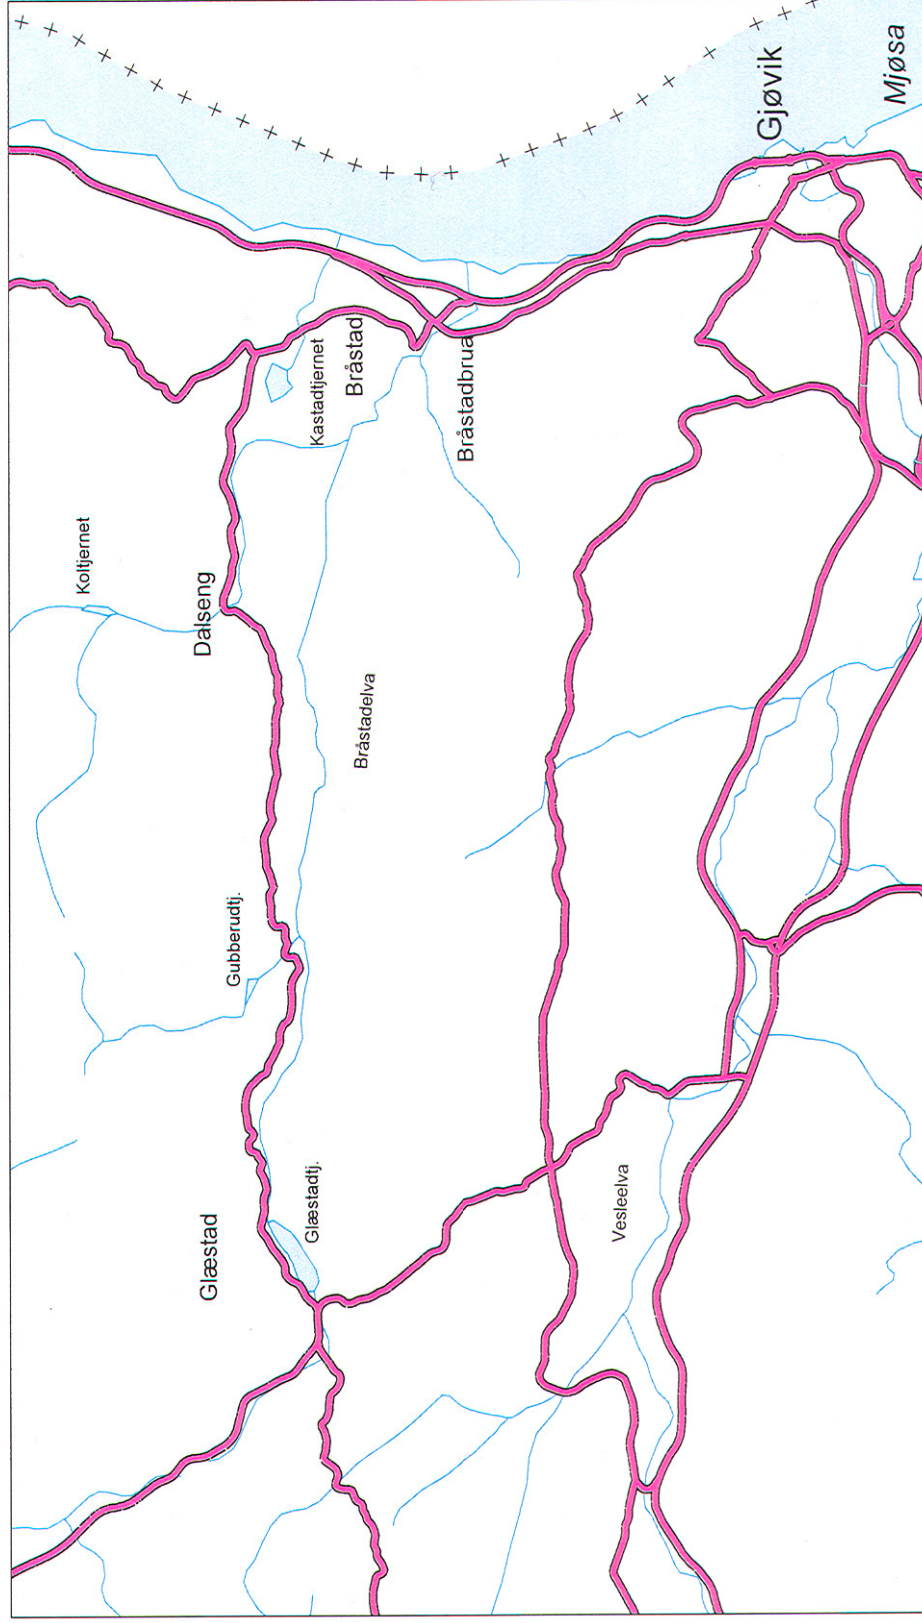 Koltjernet
Dalseng
Kastadtjernet
Bråstad
Bråstadbrua
Gjøvik
Mjøsa
Gubberudtj.
Bråstadelva
Glæstad
Glæstadtj.
Vesleelva